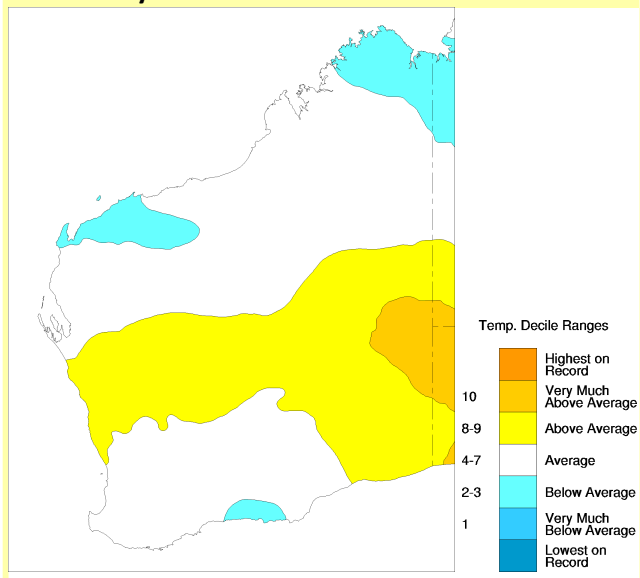 Temp. Decile Ranges
Highest on
Record
10
Very Much
Above Average
8-9
Above Average
4-7
Average
2-3
Below Average
1
Very Much
Below Average
Lowest on
Record